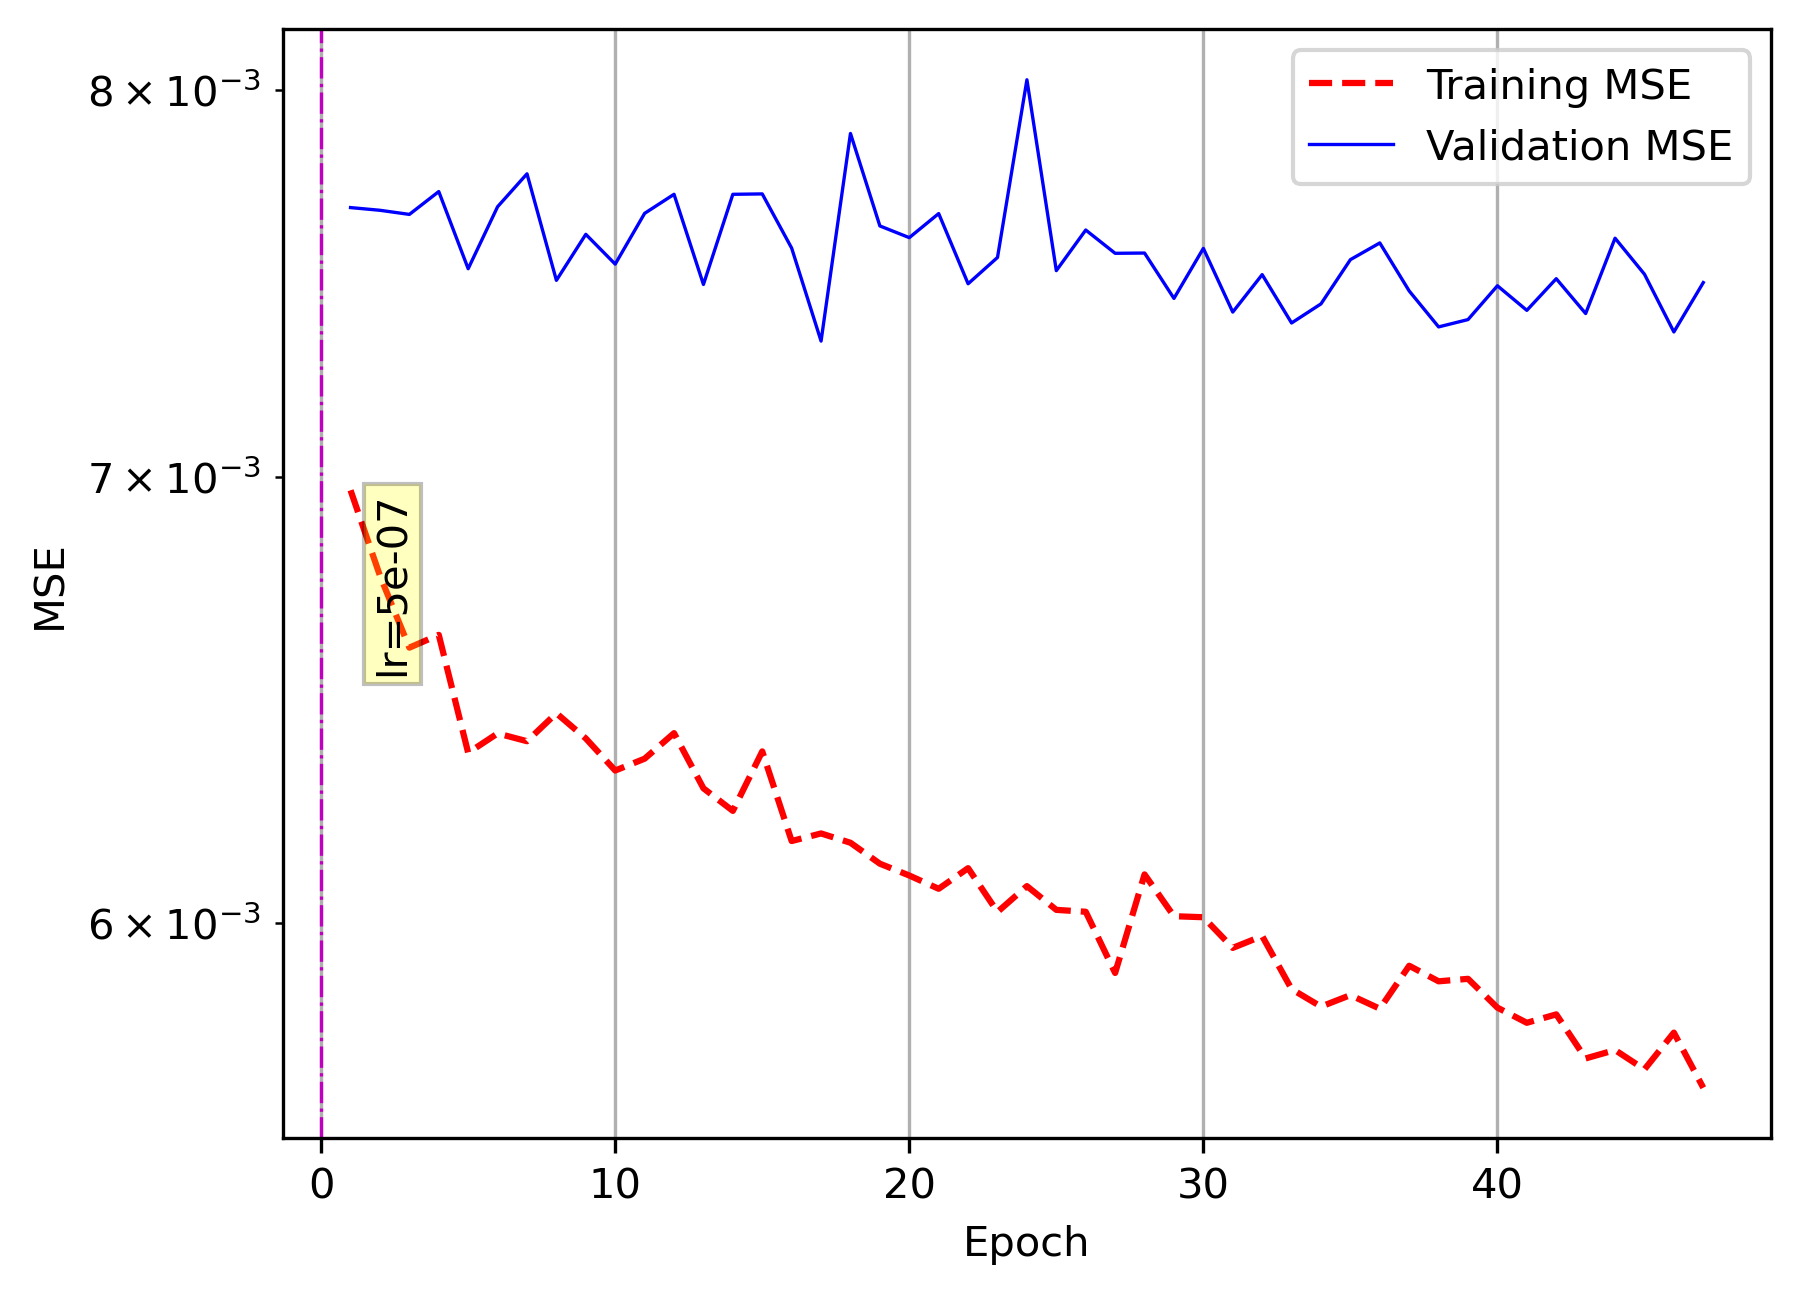 8 × 10⁻³
7 × 10⁻³
6 × 10⁻³
MSE
lr=5e-07
Training MSE
Validation MSE
0 10 20 30 40
Epoch